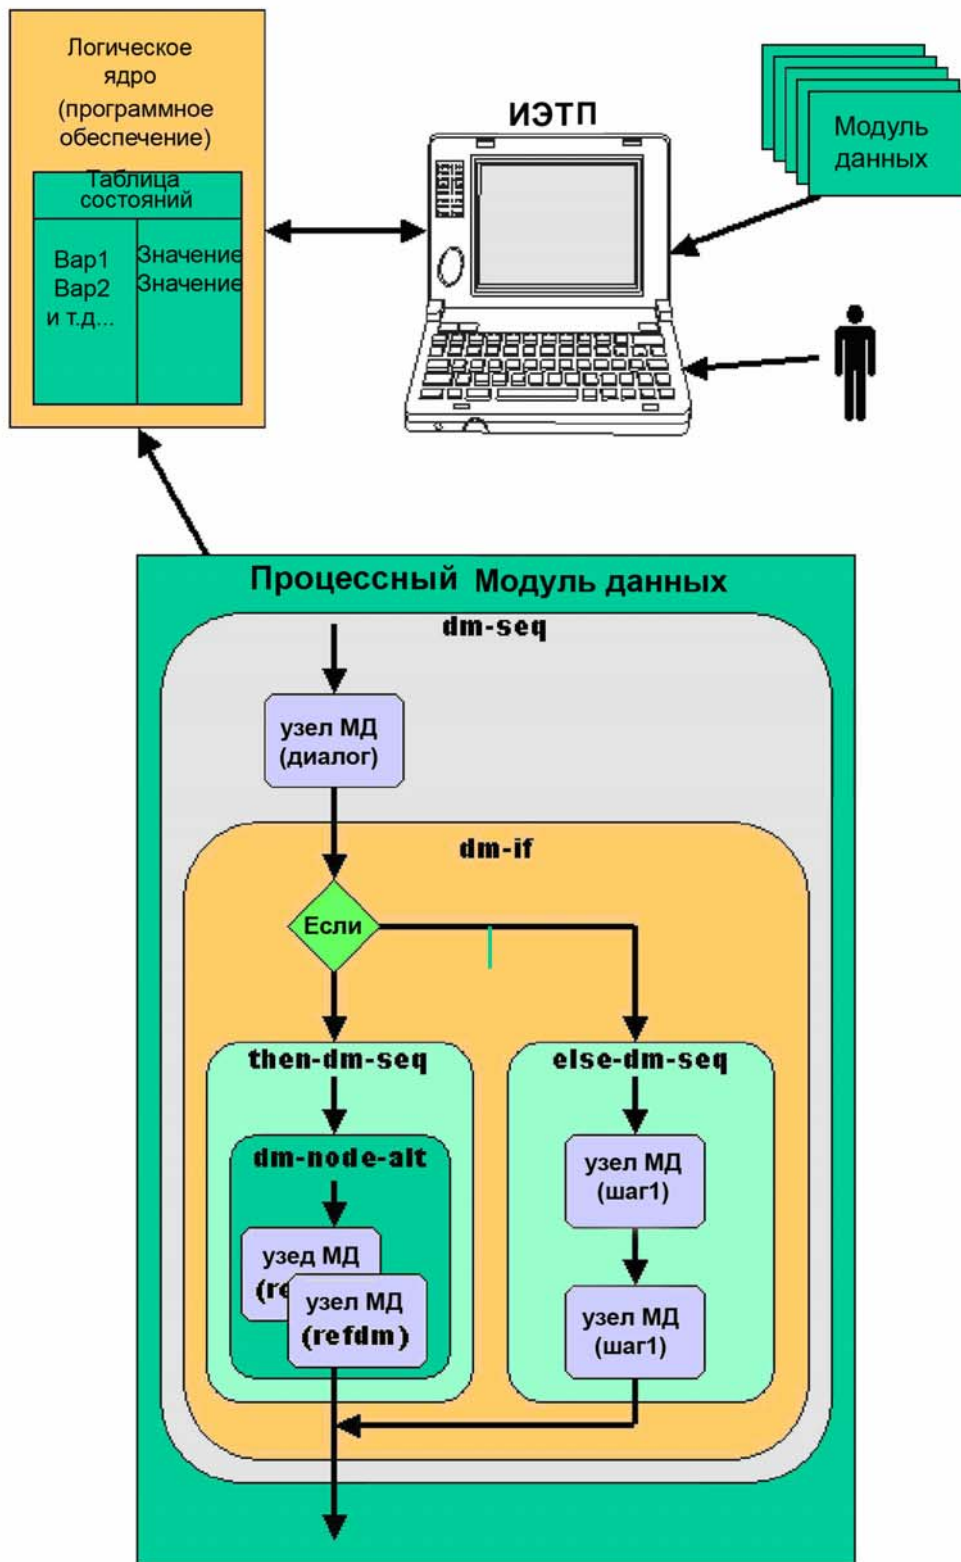 Логическое
ядро
(программное
обеспечение)
Таблица
состояний
Вар1
Вар2
и т.д...
Значение
Значение
ИЭТП
Модуль
данных
Процессный Модуль данных
dm-seq
узел МД
(диалог)
dm-if
Если
then-dm-seq
dm-node-alt
узед МД
узел МД
(refdm)
else-dm-seq
узел МД
(шаг1)
узел МД
(шаг1)